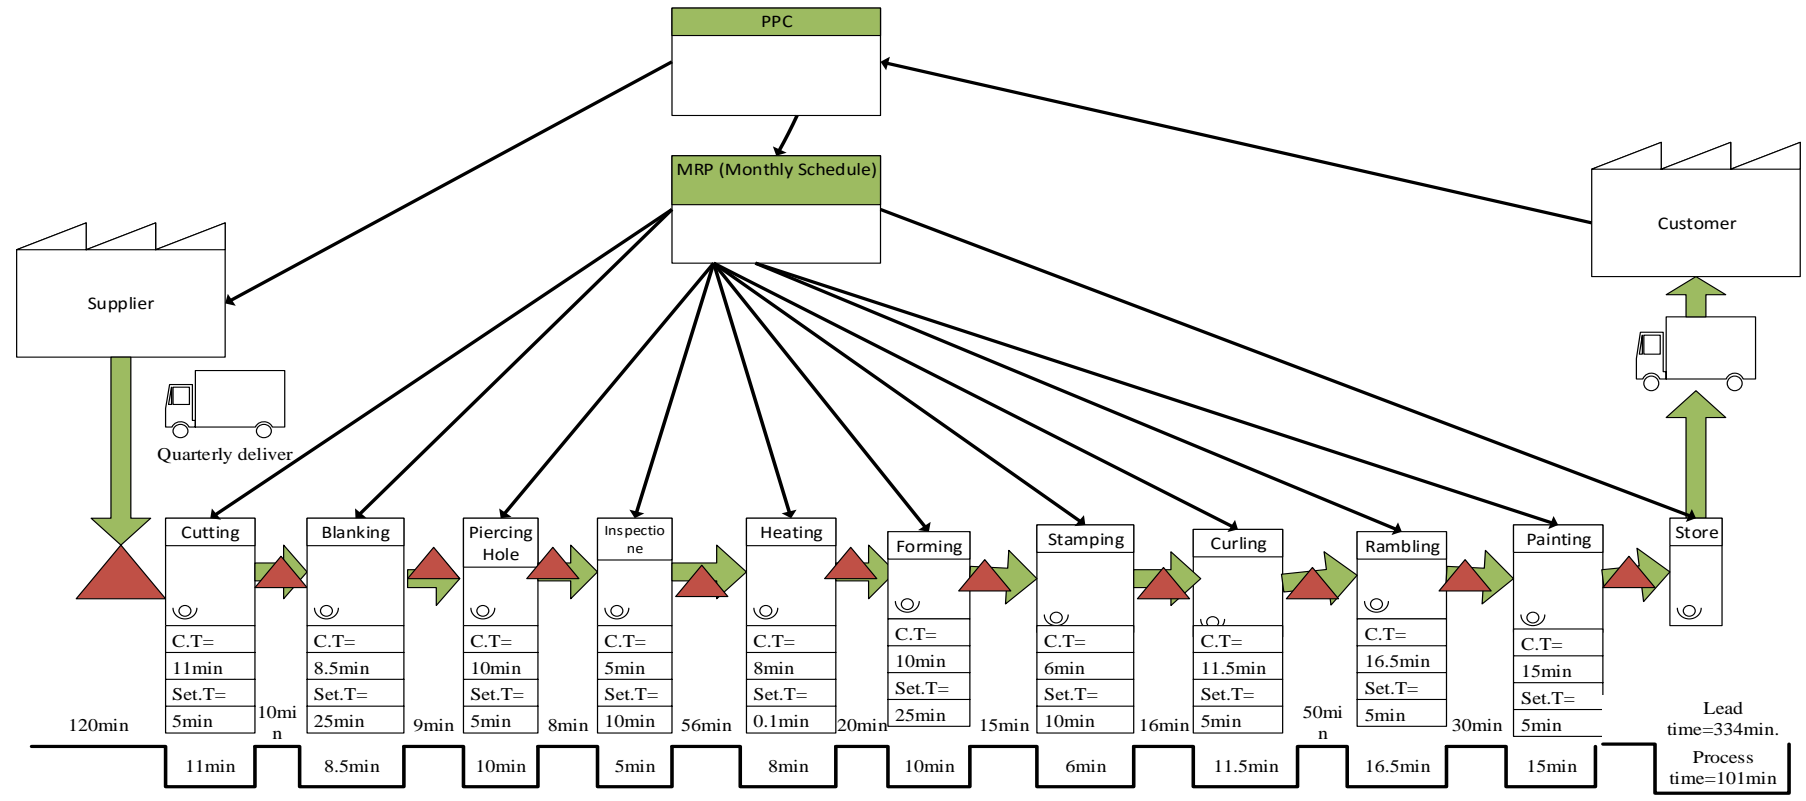 PPC
MRP (Monthly Schedule)
Supplier
Customer
Quarterly deliver
Cutting
C.T=
11min
Set.T=
5min
Blanking
C.T=
8.5min
Set.T=
25min
Piercing
Hole
C.T=
10min
Set.T=
5min
Inspectio
ne
C.T=
5min
Set.T=
10min
Heating
C.T=
8min
Set.T=
0.1min
Forming
C.T=
10min
Set.T=
25min
Stamping
C.T=
6min
Set.T=
10min
Curling
C.T=
11.5min
Set.T=
5min
Rambling
C.T=
16.5min
Set.T=
5min
Painting
C.T=
15min
Set.T=
5min
Store
120min
10mi
n
9min
8min
56min
20min
15min
16min
50mi
n
30min
Lead
time=334min.
11min
8.5min
10min
5min
8min
10min
6min
11.5min
16.5min
15min
Process
time=101min